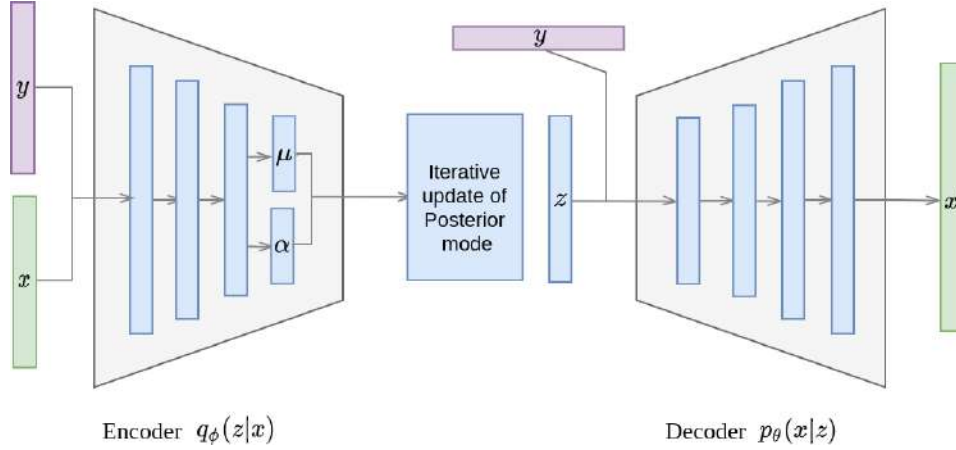 y
x
μ
α
Iterative
update of
Posterior
mode
z
y
x
Encoder q_ϕ(z|x)
Decoder p_θ(x|z)